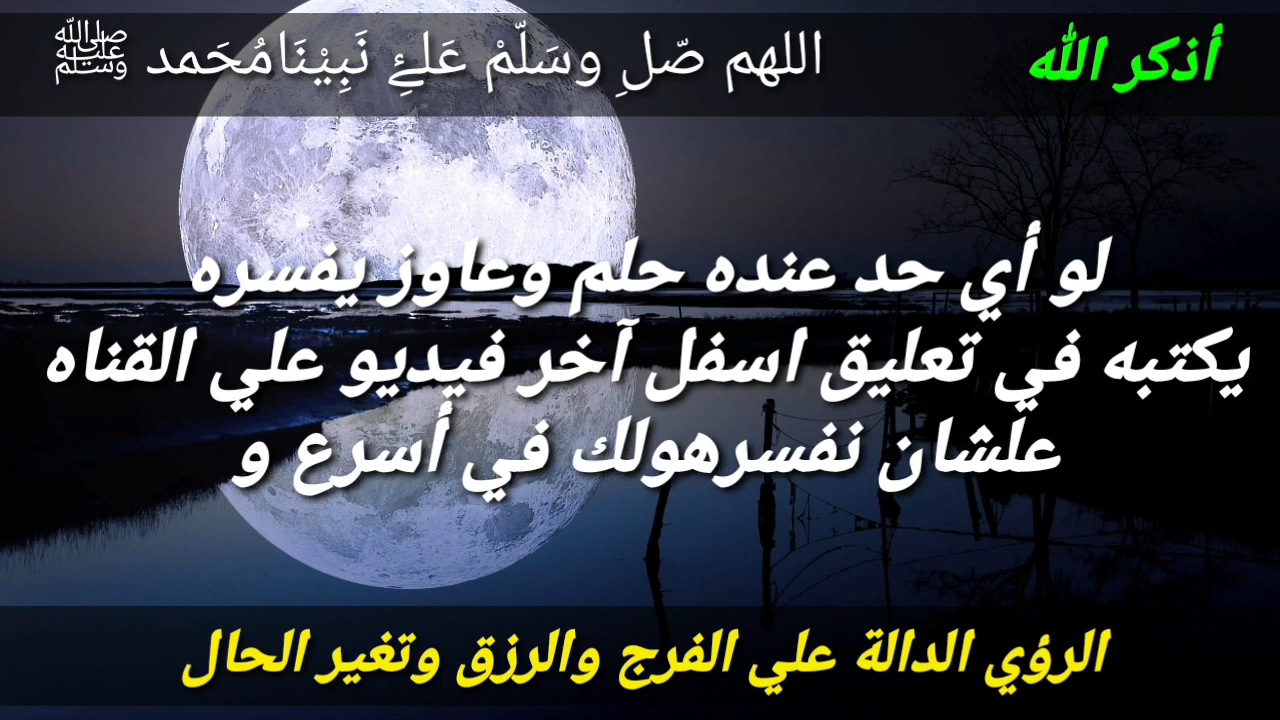 أذكر الله
اللهم صّلِ وسَلّمْ عَلےِ نَبِيْنَامُحَمد ﷺ
لو أي حد عنده حلم وعاوز يفسره
يكتبه في تعليق اسفل آخر فيديو علي القناه
علشان نفسرهولك في أسرع و
الرؤي الدالة علي الفرج والرزق وتغير الحال